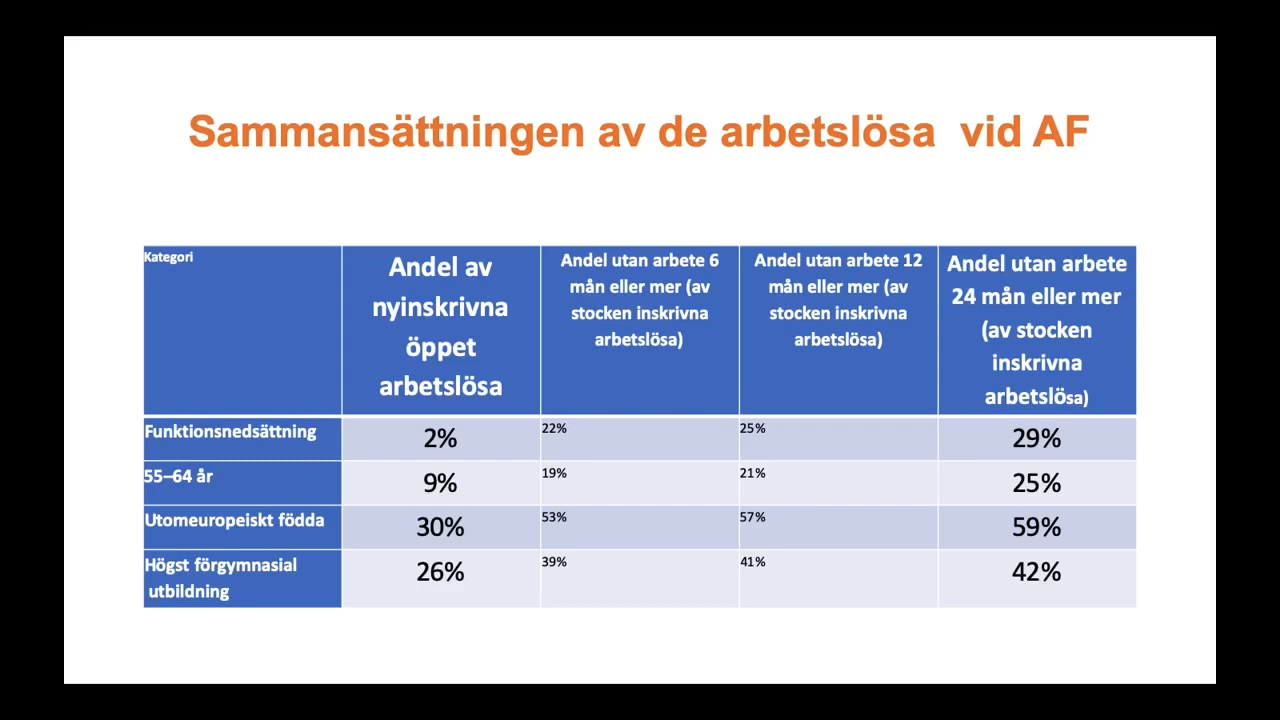 Sammansättningen av de arbetslösa vid AF
Kategori
Andel av
nyinskrivna
öppet
arbetslösa
Andel utan arbete 6
mån eller mer (av
stocken inskrivna
arbetslösa)
Andel utan arbete 12
mån eller mer (av
stocken inskrivna
arbetslösa)
Andel utan arbete
24 mån eller mer
(av stocken
inskrivna
arbetslösa)
Funktionsnedsättning
2%
22%
25%
29%
55–64 år
9%
19%
21%
25%
Utomeuropeiskt födda
30%
53%
57%
59%
Högst förgymnasial
utbildning
26%
39%
41%
42%